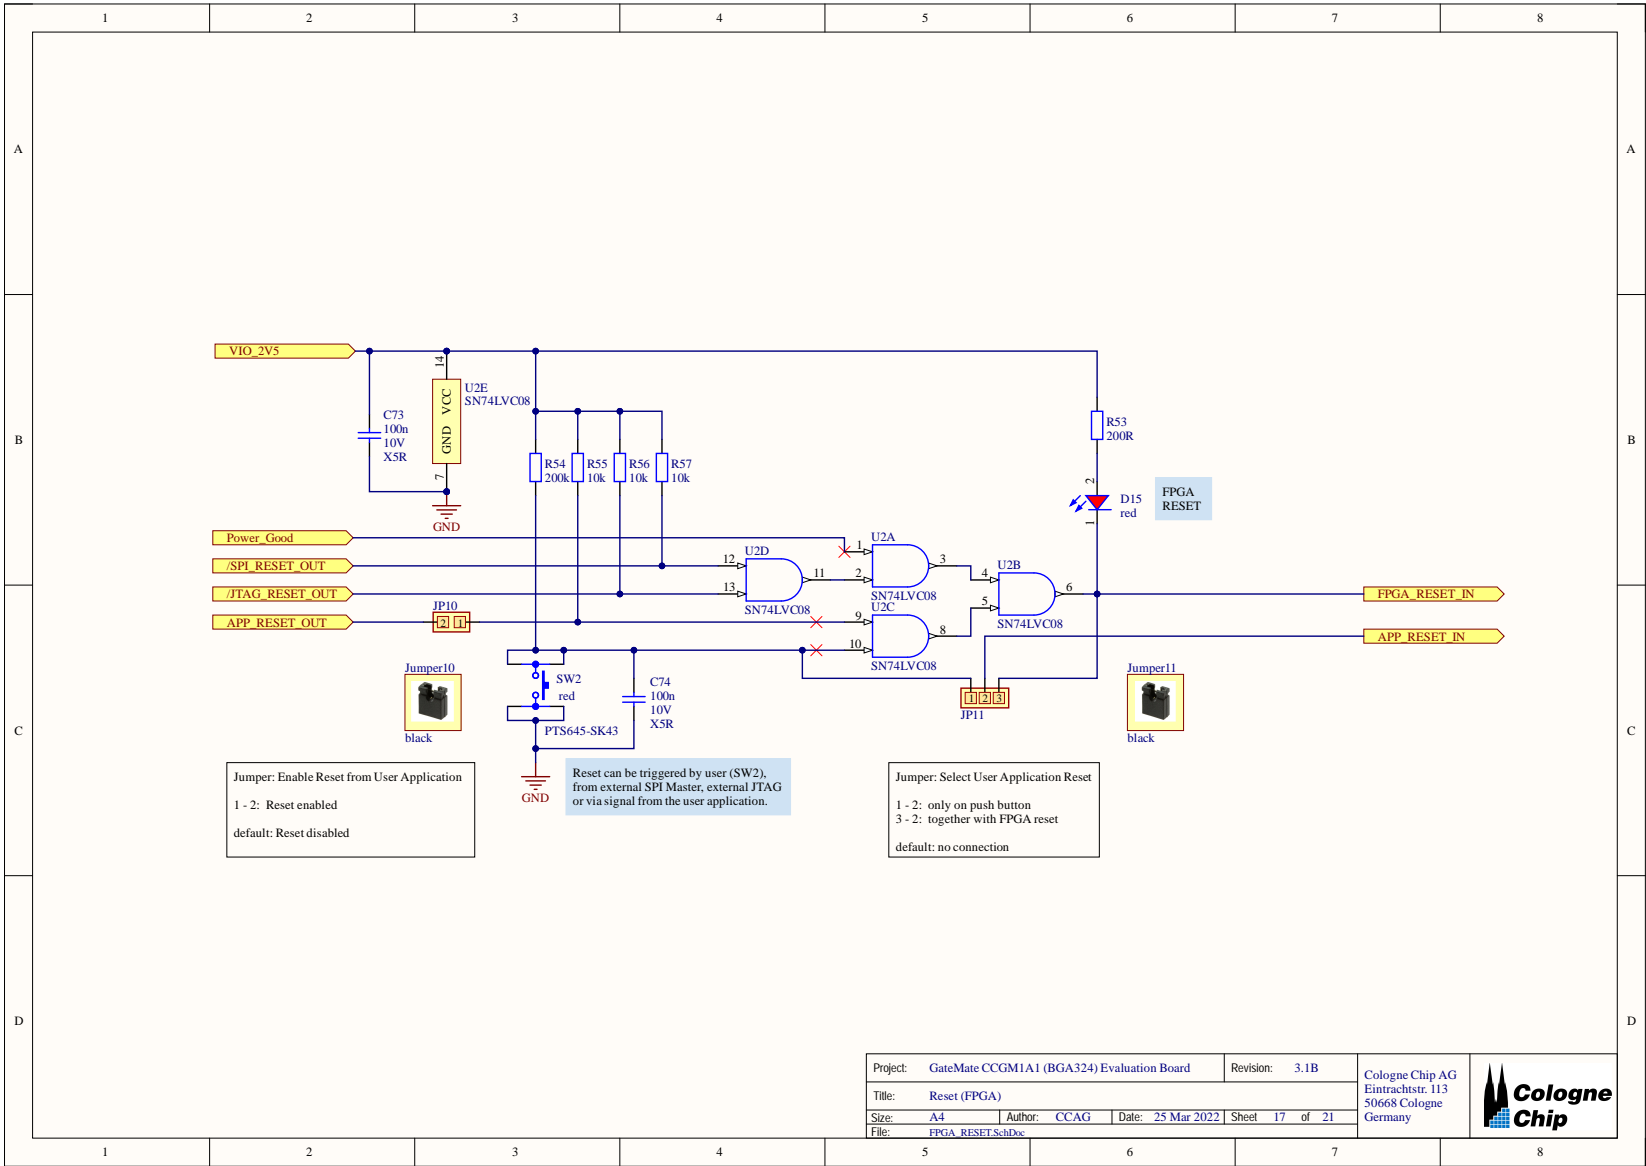 1 2 3 4 5 6 7 8
A A
B B
C C
D D
VIO_2V5
14
VCC
GND
7
U2E
SN74LVC08
C73
100n
10V
X5R
GND
R54
200k
R55
10k
R56
10k
R57
10k
R53
200R
2
D15
red
1
FPGA
RESET
Power_Good
/SPI_RESET_OUT
/JTAG_RESET_OUT
APP_RESET_OUT
JP10
2 1
12
13
U2D
11
SN74LVC08
1
2
U2A
3
SN74LVC08
9
10
U2C
8
SN74LVC08
4
5
U2B
6
SN74LVC08
FPGA_RESET_IN
APP_RESET_IN
Jumper10
black
SW2
red
PTS645-SK43
C74
100n
10V
X5R
GND
1 2 3
JP11
Jumper11
black
Jumper: Enable Reset from User Application
1 - 2: Reset enabled
default: Reset disabled
Reset can be triggered by user (SW2),
from external SPI Master, external JTAG
or via signal from the user application.
Jumper: Select User Application Reset
1 - 2: only on push button
3 - 2: together with FPGA reset
default: no connection
Project: GateMate CCGM1A1 (BGA324) Evaluation Board Revision: 3.1B
Title: Reset (FPGA)
Size: A4 Author: CCAG Date: 25 Mar 2022 Sheet 17 of 21
File: FPGA_RESET.SchDoc
Cologne Chip AG
Eintrachtstr. 113
50668 Cologne
Germany
Cologne
Chip
1 2 3 4 5 6 7 8